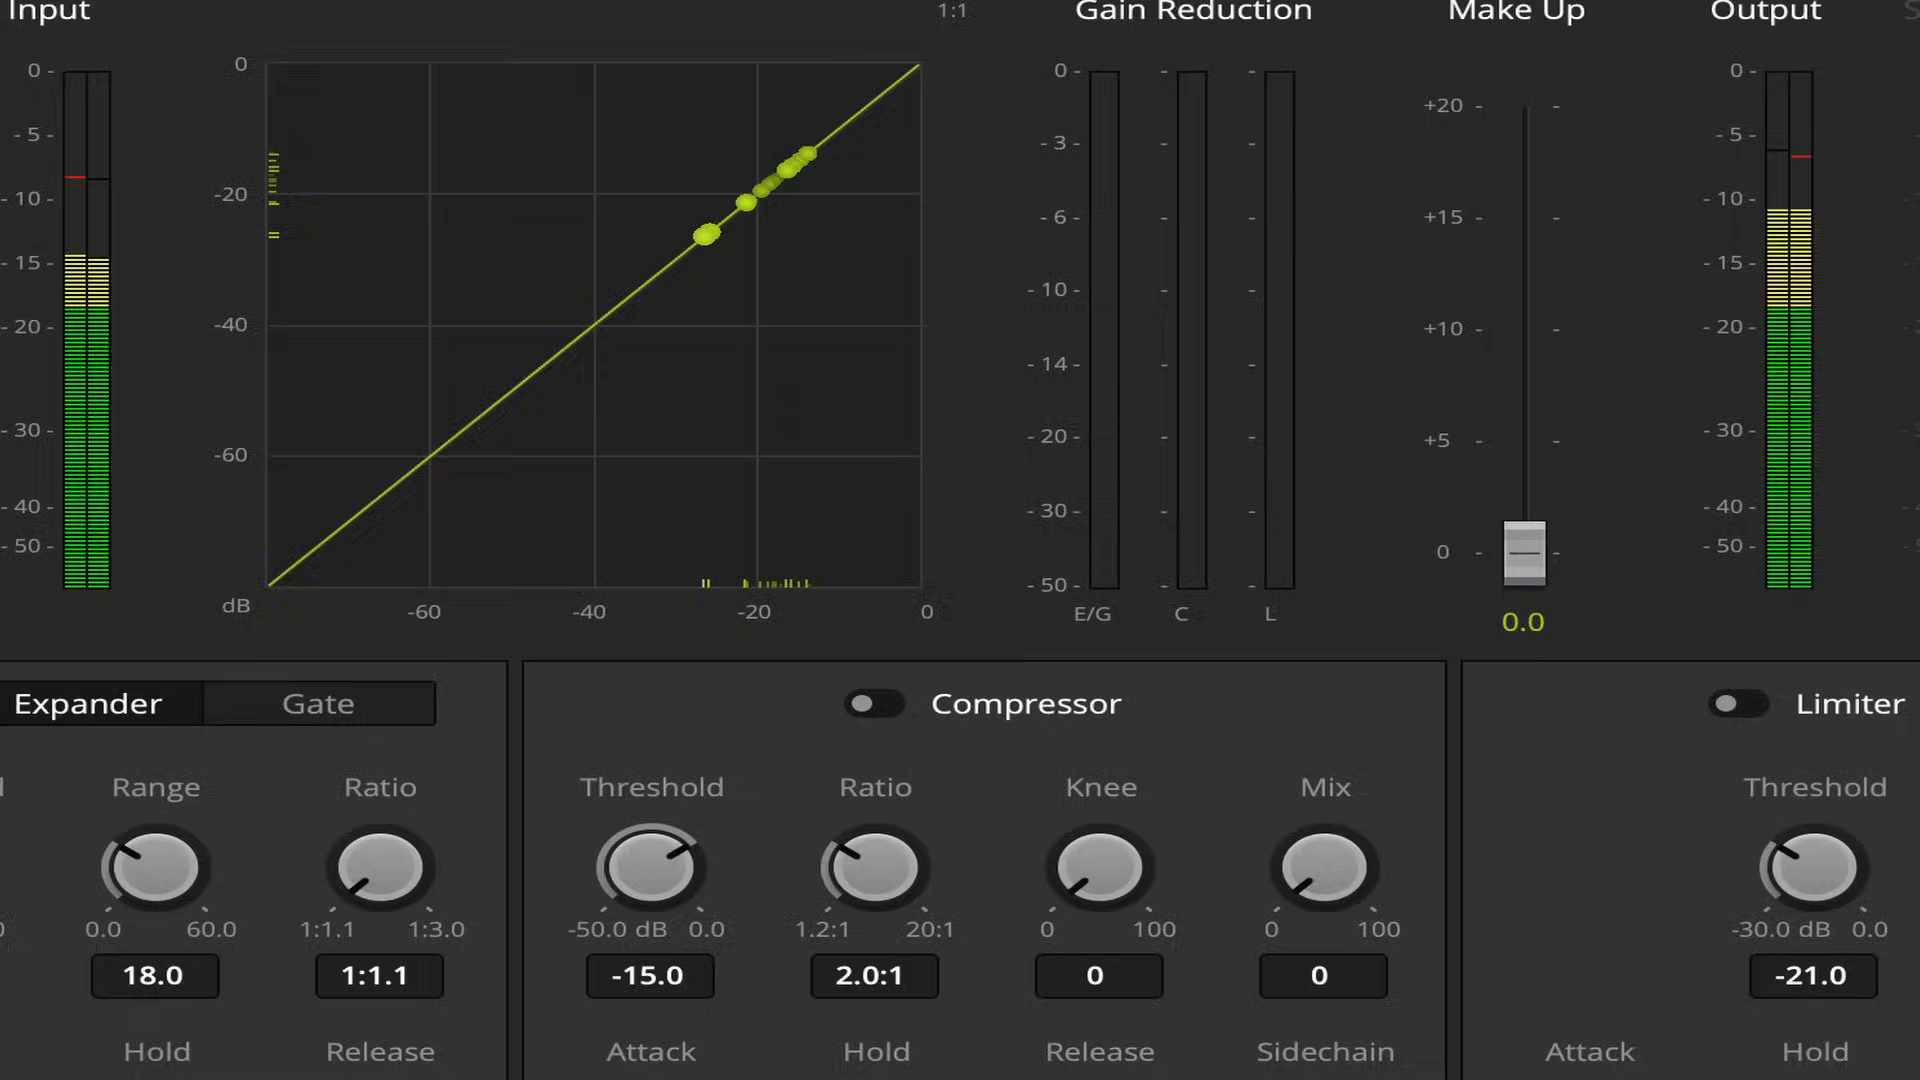 Input
1:1
Gain Reduction
Make Up
Output
0 -
- 5 -
- 10 -
- 15 -
- 20 -
- 30 -
- 40 -
- 50 -
0
-20
-40
-60
dB
-60
-40
-20
0
0 -
- 3 -
- 6 -
- 10 -
- 14 -
- 20 -
- 30 -
- 50 -
E/G
C
L
+20 -
+15 -
+10 -
+5 -
0 -
0.0
0 -
- 5 -
- 10 -
- 15 -
- 20 -
- 30 -
- 40 -
- 50 -
Expander
Gate
Range
Ratio
0.0
60.0
1:1.1
1:3.0
18.0
1:1.1
Hold
Release
Compressor
Threshold
Ratio
Knee
Mix
-50.0 dB
0.0
1.2:1
20:1
0
100
0
100
-15.0
2.0:1
0
0
Attack
Hold
Release
Sidechain
Limiter
Threshold
-30.0 dB
0.0
-21.0
Attack
Hold